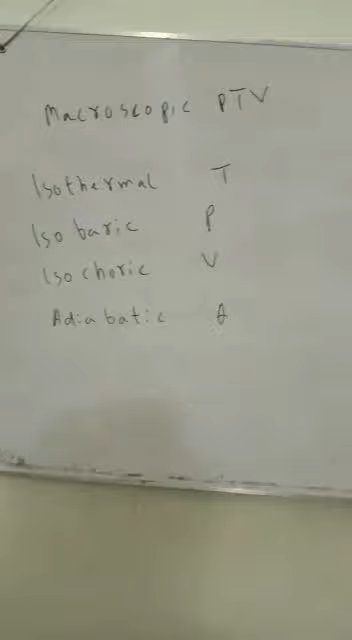 Macroscopic PTV
Isothermal T
Isobaric P
Isochoric V
Adiabatic θ